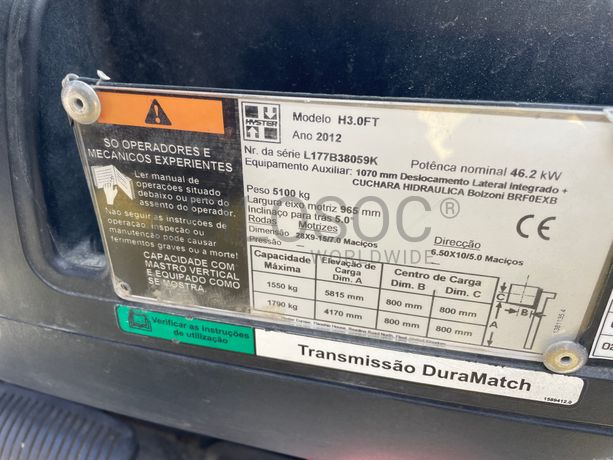 SO OPERADORES E
MECANICOS EXPERIENTES
Ler manual de
operações situado
debaixo ou perto do
assento do operador.
Não seguir as instruções de
operação, inspeção ou
manutenção pode causar
ferimentos graves ou a morte!
CAPACIDADE COM
MASTRO VERTICAL
E EQUIPADO COMO
SE MOSTRA.
HYSTER
Modelo H3.0FT
Ano 2012
Nr. da série L177B38059K
Potênca nominal 46.2 kW
Equipamento Auxiliar: 1070 mm Deslocamento Lateral Integrado +
CUCHARA HIDRAULICA Bolzoni BRF0EXB
Peso 5100 kg
Largura eixo motriz 965 mm
Inclinaço para trás 5.0°
Rodas Motrizes Direcção
Dimensão 28X9-15/7.0 Maciços 6.50X10/5.0 Maciços
Pressão
CE
OSOC®
WORLDWIDE
Capacidade Máxima Elevação de Carga Dim. A Centro de Carga Dim. B Dim. C
1550 kg 5815 mm 800 mm 800 mm
1790 kg 4170 mm 800 mm 800 mm
C
B
A
Verificar as instruções
de utilização
Transmissão DuraMatch
1589412.0